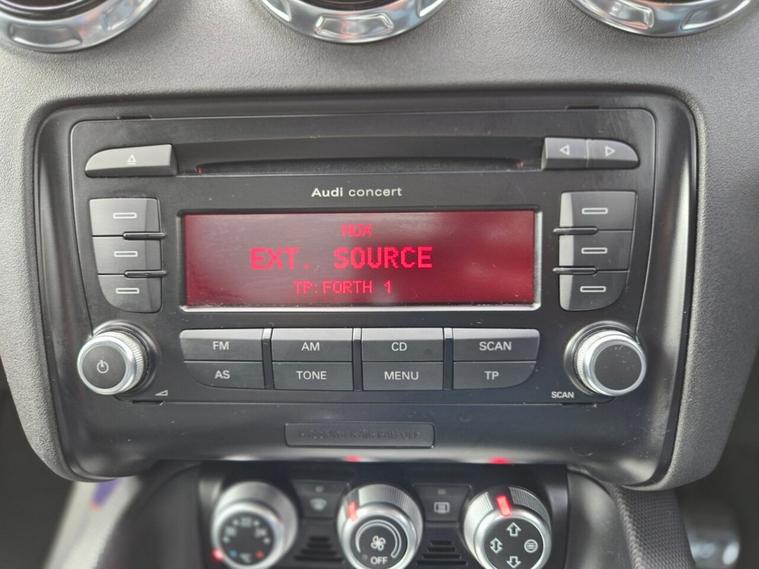 Audi concert
AUX
EXT. SOURCE
TP:FORTH 1
FM AM CD SCAN
AS TONE MENU TP
SCAN
°C OFF